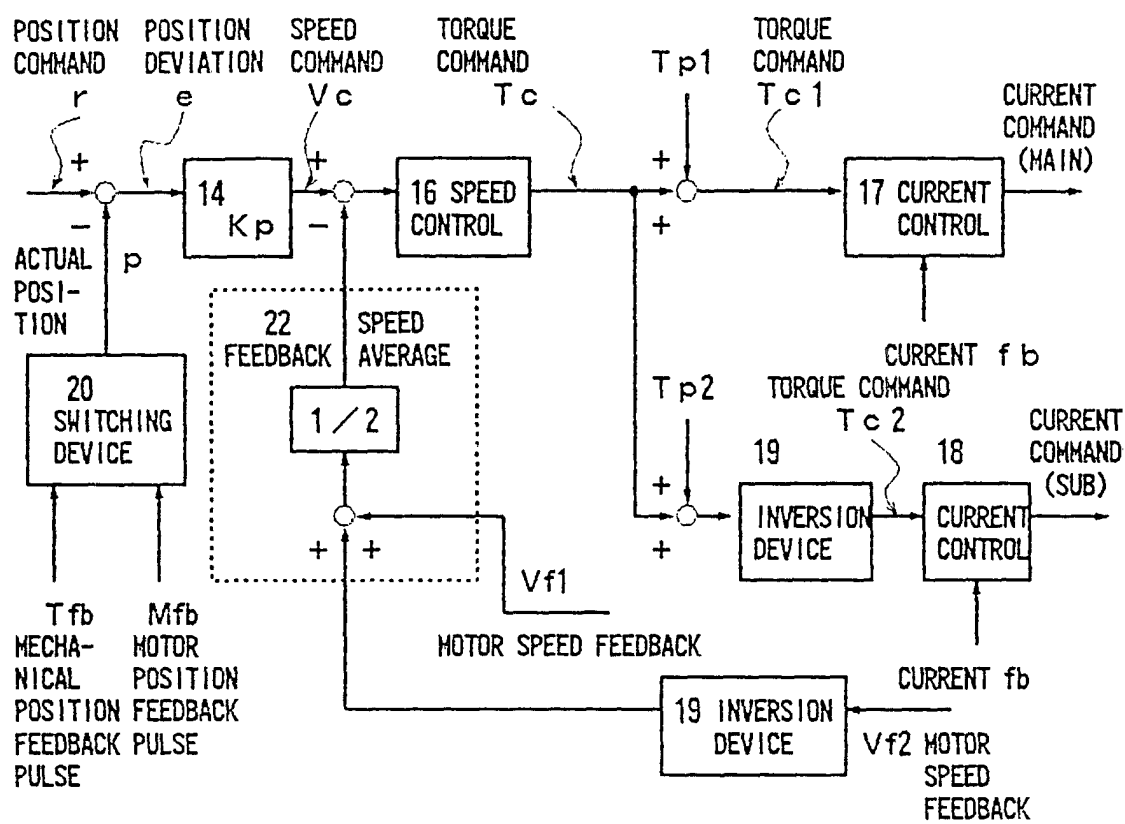 POSITION
COMMAND
r
POSITION
DEVIATION
e
SPEED
COMMAND
Vc
TORQUE
COMMAND
Tc
Tp1
TORQUE
COMMAND
Tc1
CURRENT
COMMAND
(MAIN)
+
−
14
Kp
+
−
16 SPEED
CONTROL
+
+
17 CURRENT
CONTROL
ACTUAL
POSI-
TION
p
22
FEEDBACK
SPEED
AVERAGE
1/2
CURRENT fb
20
SWITCHING
DEVICE
Tp2
TORQUE COMMAND
Tc2
CURRENT
COMMAND
(SUB)
+
+
19
INVERSION
DEVICE
18
CURRENT
CONTROL
+ +
Vf1
MOTOR SPEED FEEDBACK
Tfb
MECHA-
NICAL
POSITION
FEEDBACK
PULSE
Mfb
MOTOR
POSITION
FEEDBACK
PULSE
CURRENT fb
19 INVERSION
DEVICE
Vf2 MOTOR
SPEED
FEEDBACK